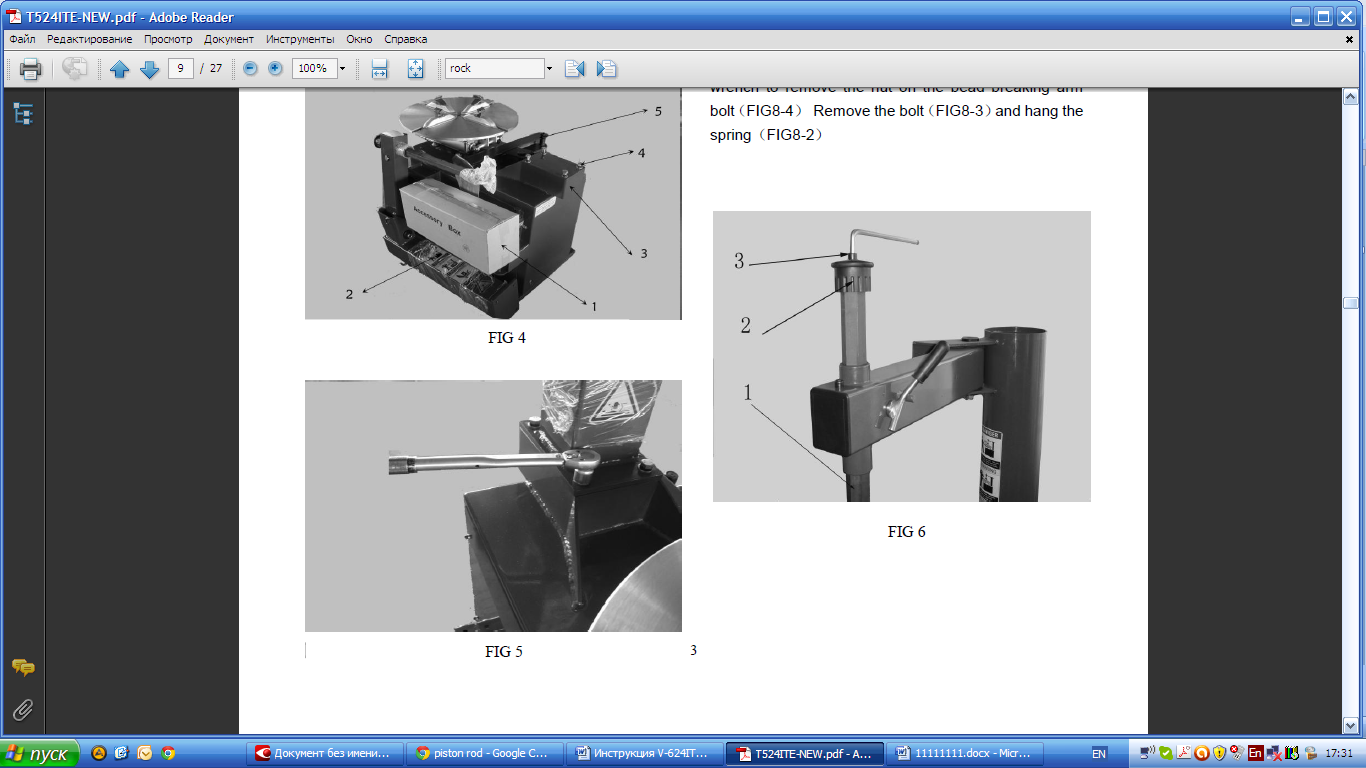 T524ITE-NEW.pdf - Adobe Reader
Файл Редактирование Просмотр Документ Инструменты Окно Справка
9 / 27 100% rock
wrench to remove the nut on the bead breaking arm
bolt（FIG8-4） Remove the bolt（FIG8-3）and hang the
spring（FIG8-2）
5
4
3
Accessory Box
2
1
FIG 4
3
2
1
FIG 6
FIG 5
3
пуск
Документ без имени...
piston rod - Google C...
Инструкция V-624IT...
T524ITE-NEW.pdf - A...
11111111.docx - Micr...
EN
En
17:31